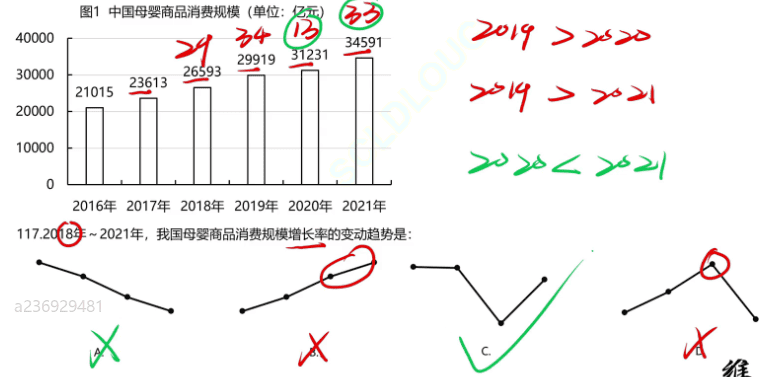 图1 中国母婴商品消费规模（单位：亿元）
29 34 13 33
40000
30000
20000
10000
0
21015 23613 26593 29919 31231 34591
2016年 2017年 2018年 2019年 2020年 2021年
2019 > 2020
2019 > 2021
2020 < 2021
117.2018年～2021年，我国母婴商品消费规模增长率的变动趋势是：
a236929481
A. B. C. D.